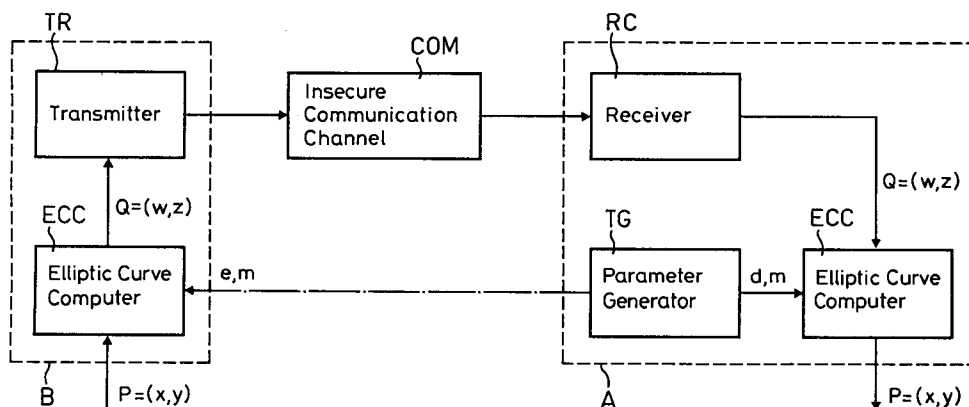 TR
COM
RC
Transmitter
Insecure
Communication
Channel
Receiver
Q=(w,z)
Q=(w,z)
ECC
TG
ECC
Elliptic Curve
Computer
e,m
Parameter
Generator
d,m
Elliptic Curve
Computer
B
P=(x,y)
A
P=(x,y)